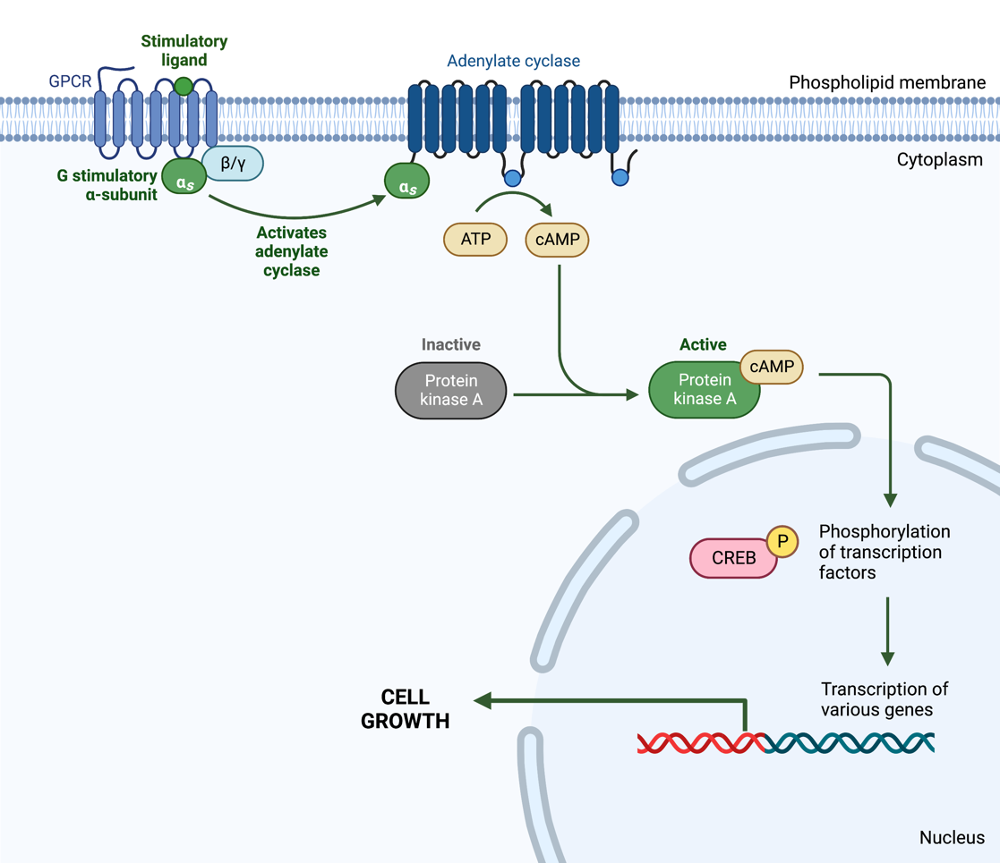 Stimulatory
ligand
GPCR
Adenylate cyclase
Phospholipid membrane
Cytoplasm
G stimulatory
α-subunit
αs
β/γ
αs
Activates
adenylate
cyclase
ATP
cAMP
Inactive
Protein
kinase A
Active
Protein
kinase A
cAMP
CREB
P
Phosphorylation
of transcription
factors
Transcription of
various genes
CELL
GROWTH
Nucleus